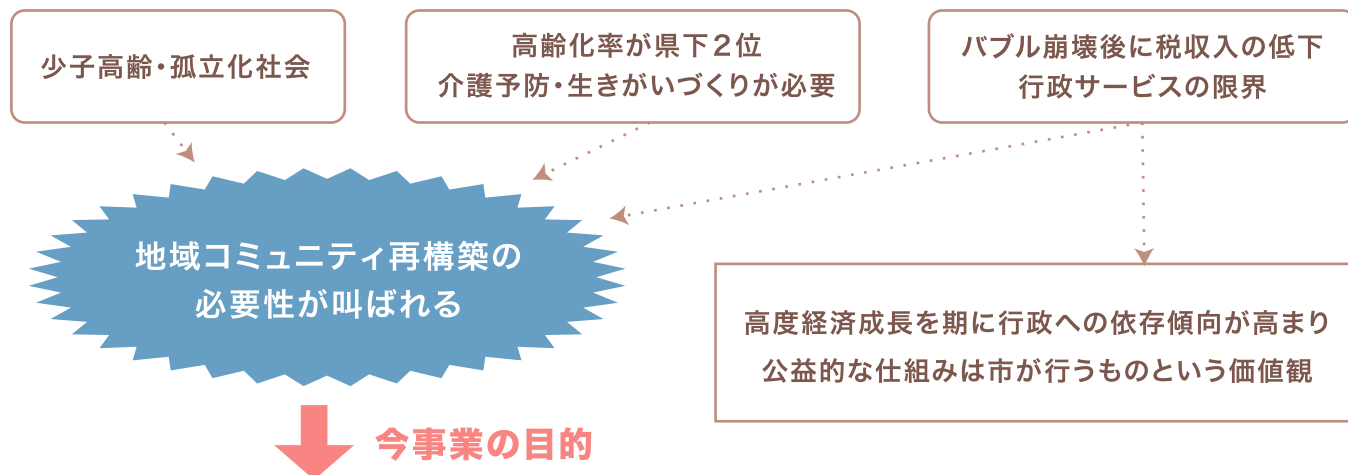 少子高齢・孤立化社会
高齢化率が県下２位
介護予防・生きがいづくりが必要
バブル崩壊後に税収入の低下
行政サービスの限界
地域コミュニティ再構築の
必要性が叫ばれる
高度経済成長を期に行政への依存傾向が高まり
公益的な仕組みは市が行うものという価値観
今事業の目的